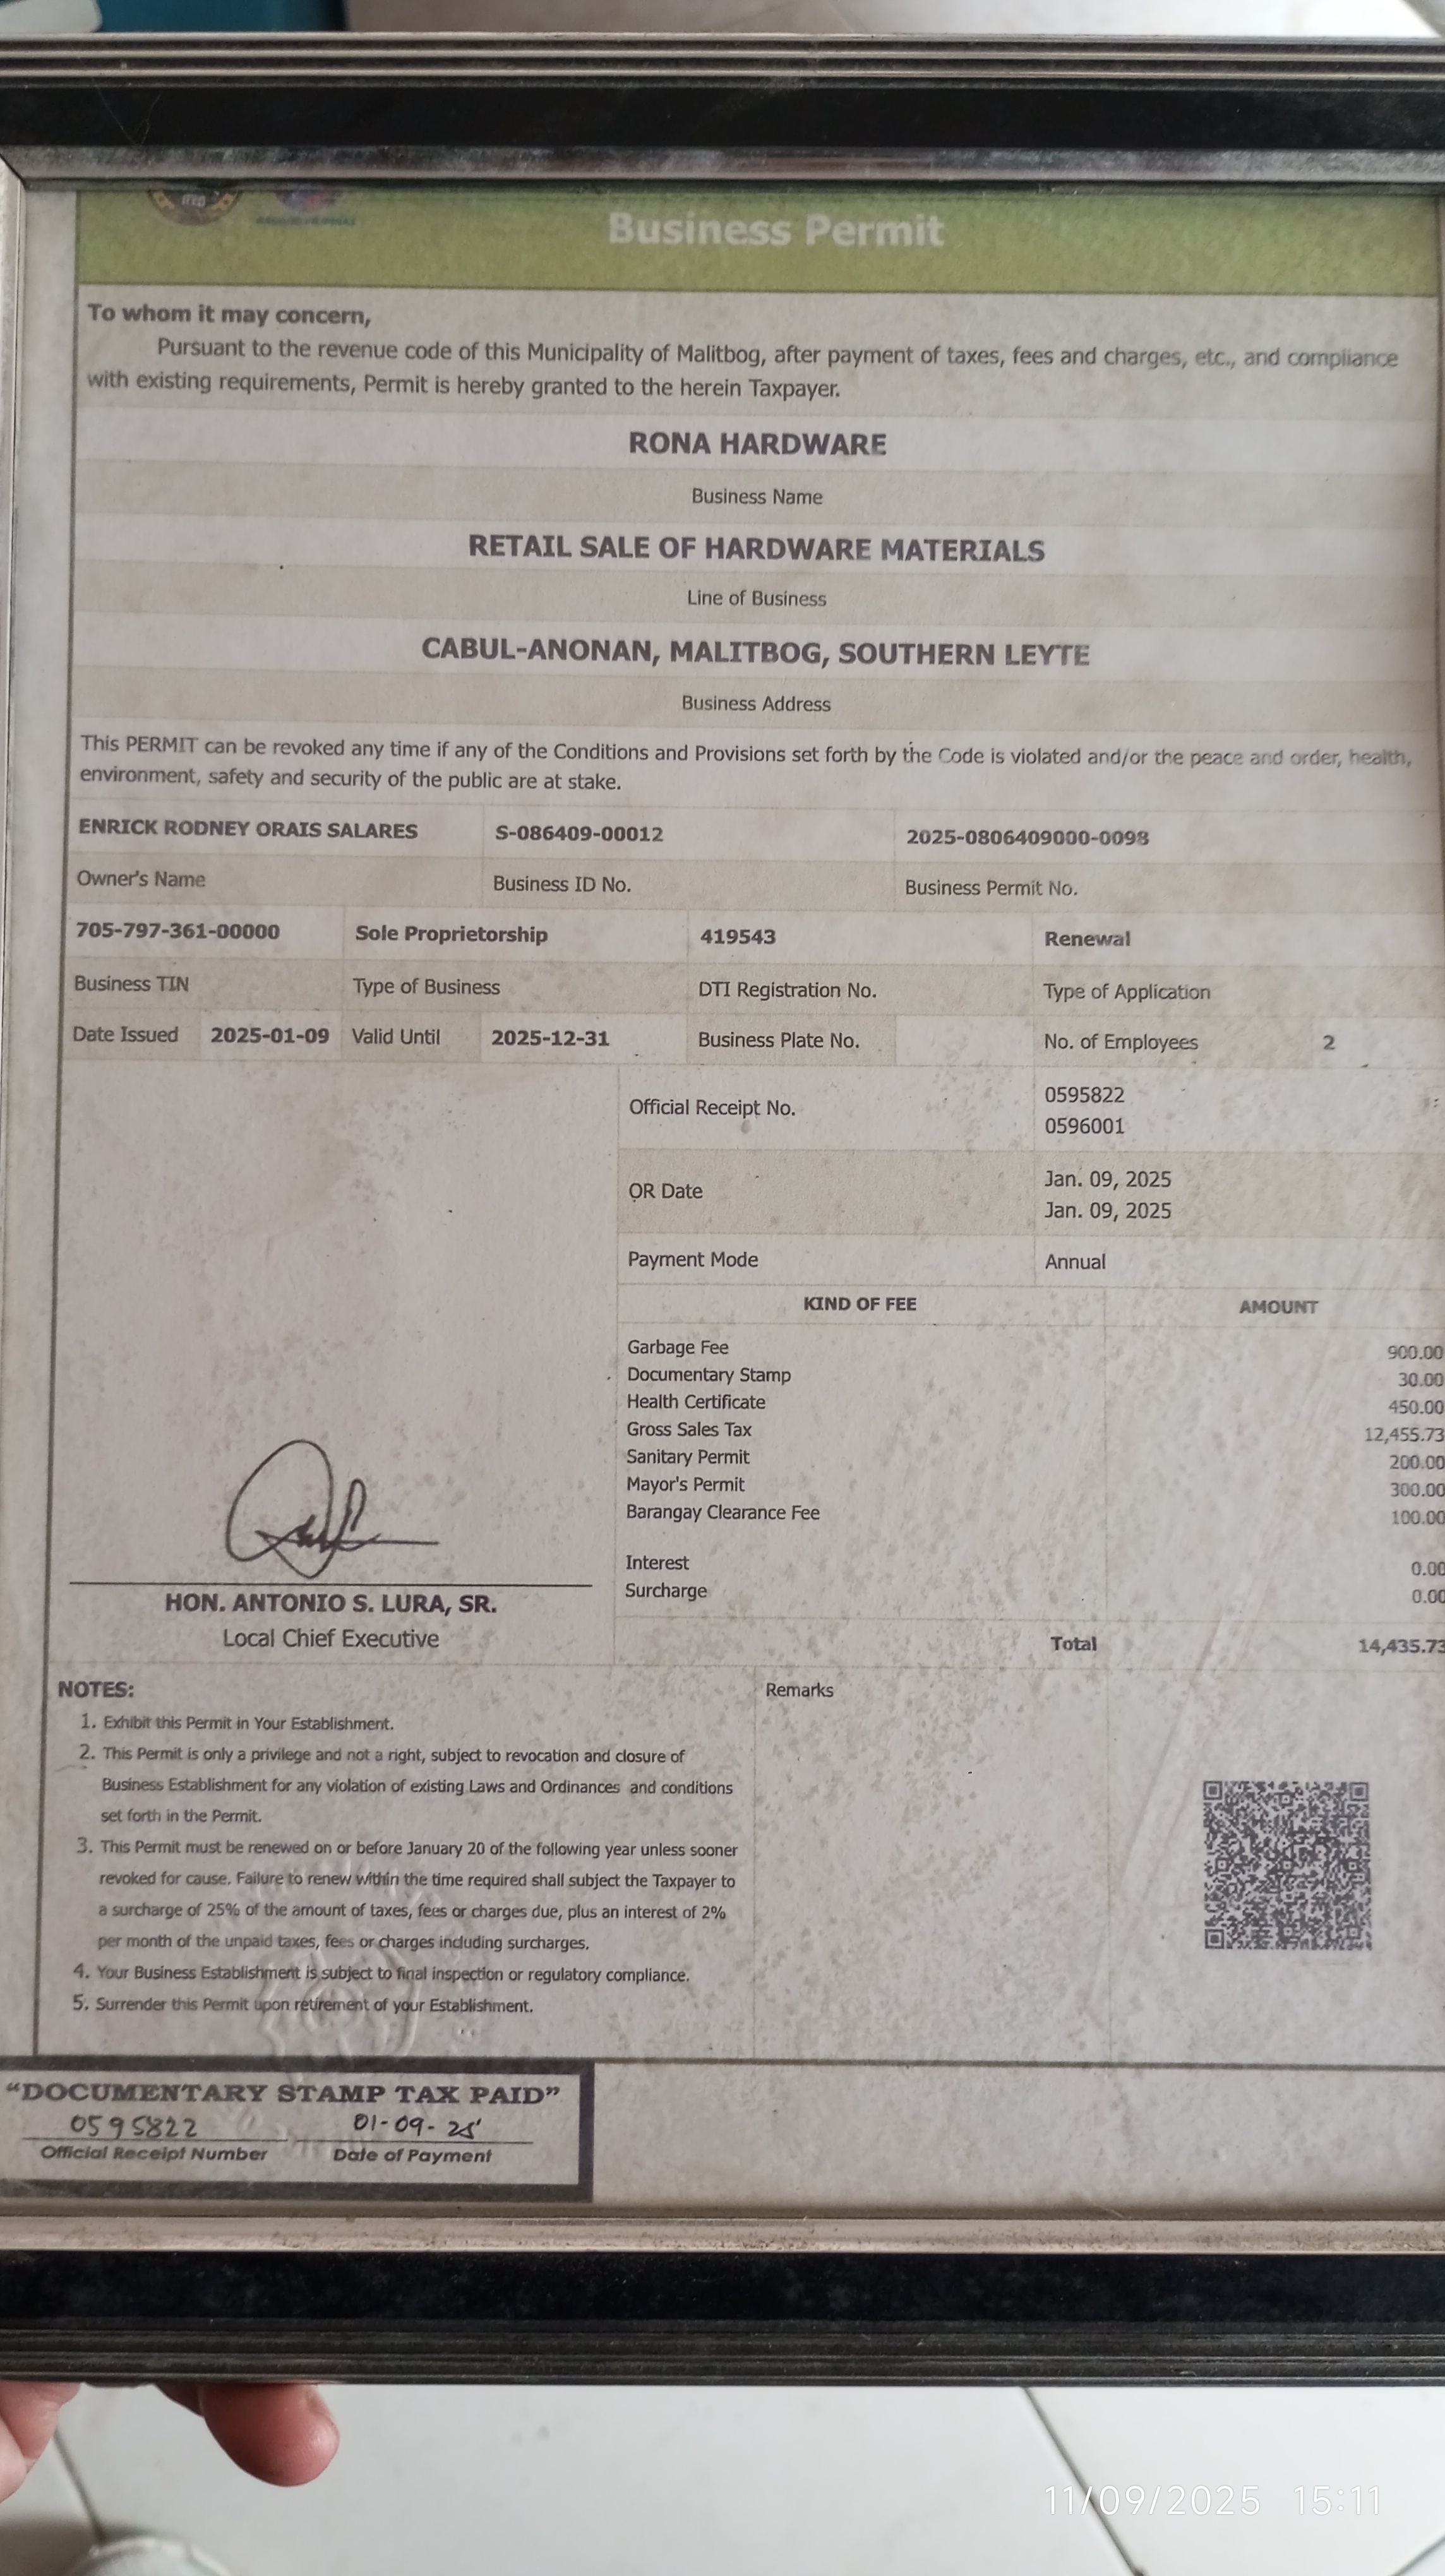 Business Permit
To whom it may concern,
Pursuant to the revenue code of this Municipality of Malitbog, after payment of taxes, fees and charges, etc., and compliance
with existing requirements, Permit is hereby granted to the herein Taxpayer.
RONA HARDWARE
Business Name
RETAIL SALE OF HARDWARE MATERIALS
Line of Business
CABUL-ANONAN, MALITBOG, SOUTHERN LEYTE
Business Address
This PERMIT can be revoked any time if any of the Conditions and Provisions set forth by the Code is violated and/or the peace and order, health,
environment, safety and security of the public are at stake.
ENRICK RODNEY ORAIS SALARES S-086409-00012 2025-0806409000-0098
Owner's Name Business ID No. Business Permit No.
705-797-361-00000 Sole Proprietorship 419543 Renewal
Business TIN Type of Business DTI Registration No. Type of Application
Date Issued 2025-01-09 Valid Until 2025-12-31 Business Plate No. No. of Employees 2
Official Receipt No. 0595822
0596001
OR Date Jan. 09, 2025
Jan. 09, 2025
Payment Mode Annual
KIND OF FEE AMOUNT
Garbage Fee 900.00
Documentary Stamp 30.00
Health Certificate 450.00
Gross Sales Tax 12,455.73
Sanitary Permit 200.00
Mayor's Permit 300.00
Barangay Clearance Fee 100.00
Interest 0.00
Surcharge 0.00
Total 14,435.73
HON. ANTONIO S. LURA, SR.
Local Chief Executive
NOTES:
1. Exhibit this Permit in Your Establishment.
2. This Permit is only a privilege and not a right, subject to revocation and closure of
Business Establishment for any violation of existing Laws and Ordinances and conditions
set forth in the Permit.
3. This Permit must be renewed on or before January 20 of the following year unless sooner
revoked for cause. Failure to renew within the time required shall subject the Taxpayer to
a surcharge of 25% of the amount of taxes, fees or charges due, plus an interest of 2%
per month of the unpaid taxes, fees or charges including surcharges.
4. Your Business Establishment is subject to final inspection or regulatory compliance.
5. Surrender this Permit upon retirement of your Establishment.
Remarks
“DOCUMENTARY STAMP TAX PAID”
0595822 01-09-25'
Official Receipt Number Date of Payment
11/09/2025 15:11